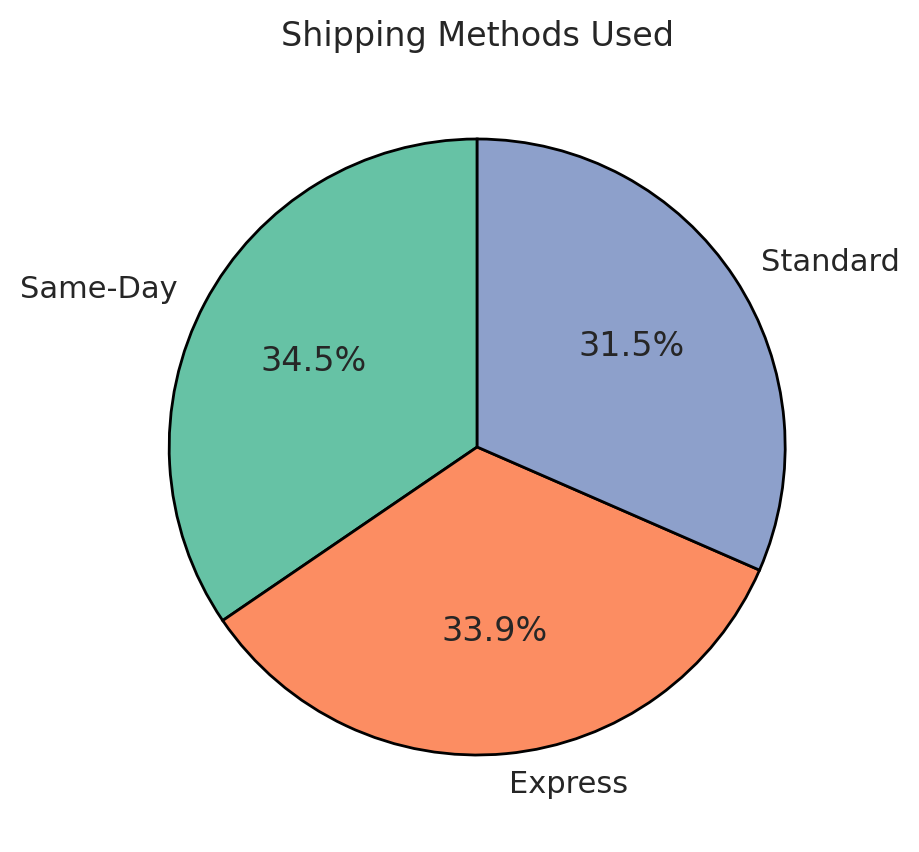 Shipping Methods Used
Standard
Same-Day
31.5%
34.5%
33.9%
Express